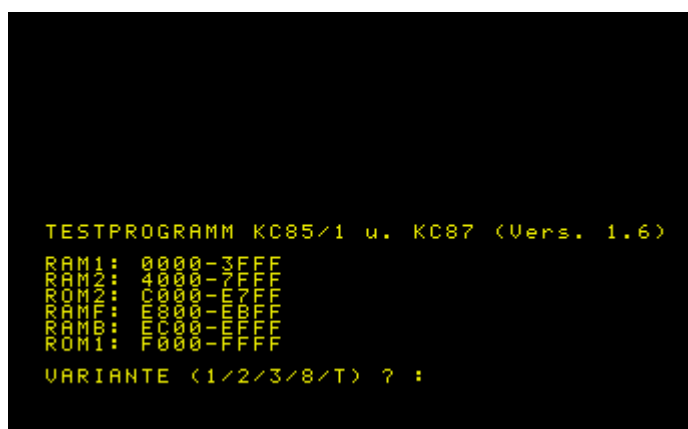 TESTPROGRAMM KC85/1 u. KC87 (Vers. 1.6)
RAM1: 0000-3FFF
RAM2: 4000-7FFF
ROM2: C000-E7FF
RAMF: E800-EBFF
RAMB: EC00-EFFF
ROM1: F000-FFFF
VARIANTE (1/2/3/8/T) ? :